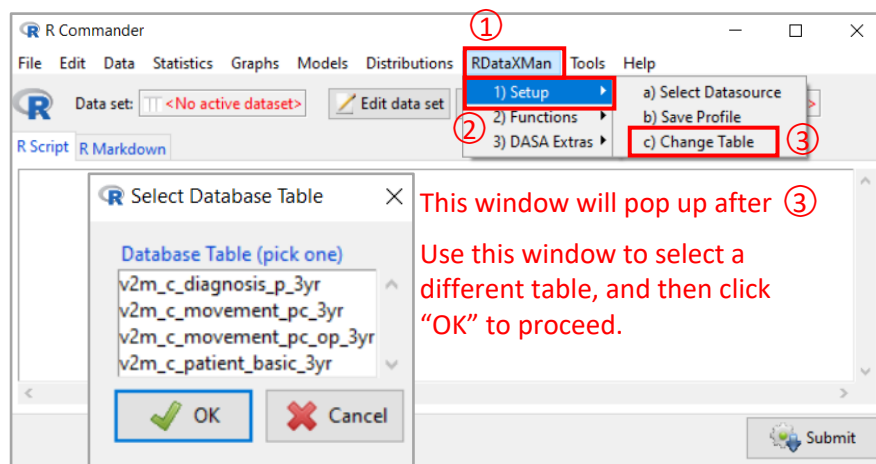 ①
R Commander
File Edit Data Statistics Graphs Models Distributions RDataXMan Tools Help
Data set: <No active dataset> Edit data set
②
1) Setup
2) Functions
3) DASA Extras
a) Select Datasource
b) Save Profile
c) Change Table
③
R Script R Markdown
Select Database Table
Database Table (pick one)
v2m_c_diagnosis_p_3yr
v2m_c_movement_pc_3yr
v2m_c_movement_pc_op_3yr
v2m_c_patient_basic_3yr
OK Cancel
This window will pop up after ③
Use this window to select a
different table, and then click
“OK” to proceed.
Submit